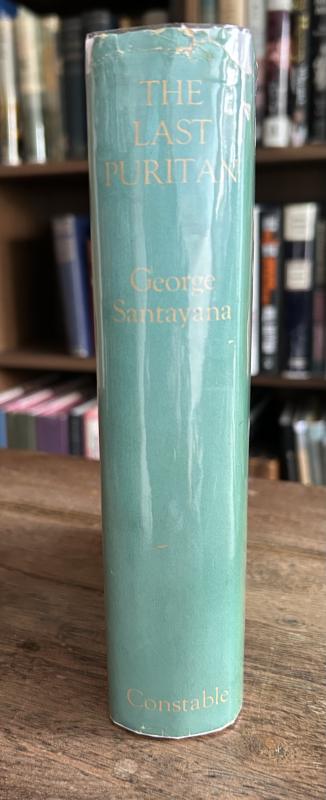 THE
LAST
PURITAN
George
Santayana
Constable